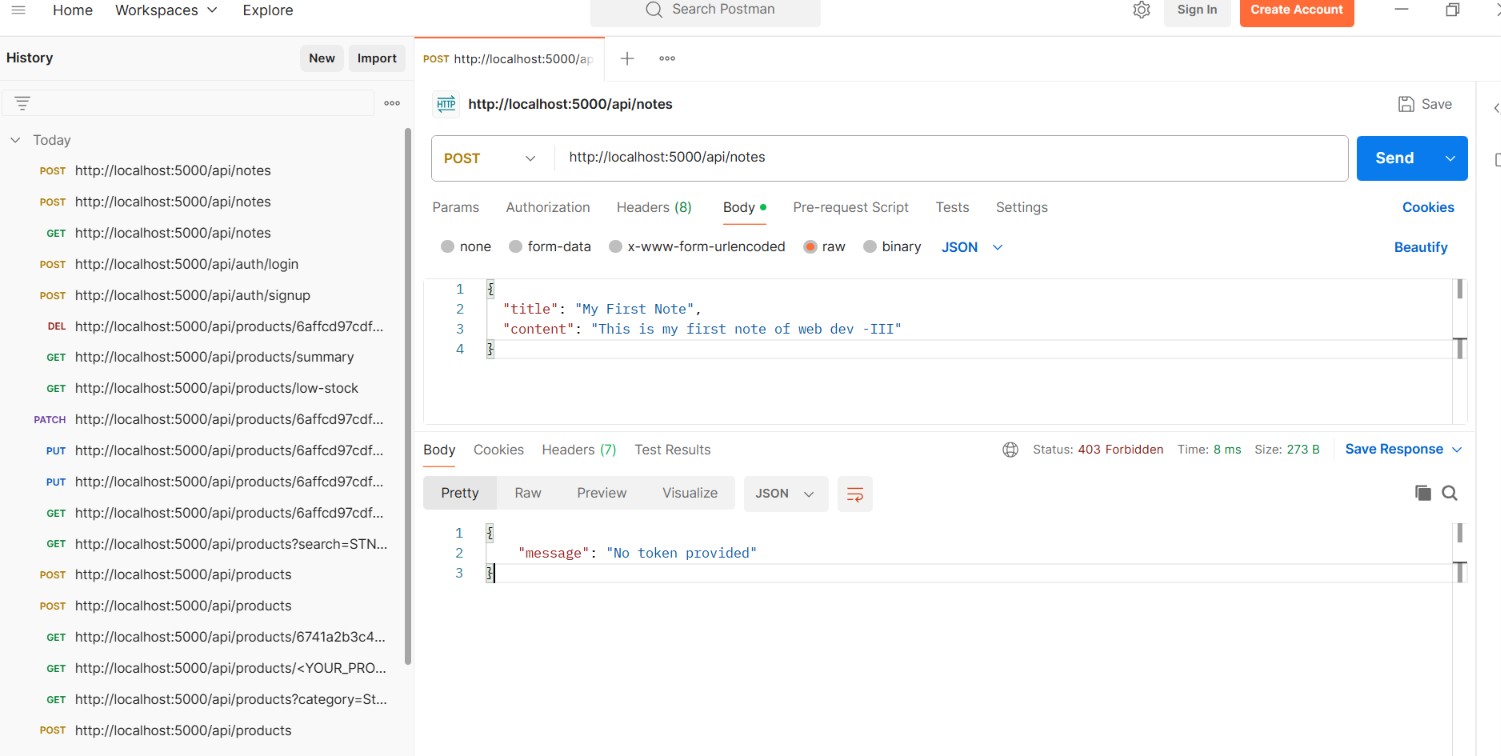 Home Workspaces Explore Search Postman Sign In Create Account
History New Import
POST http://localhost:5000/ap
HTTP http://localhost:5000/api/notes Save
Today
POST http://localhost:5000/api/notes
POST http://localhost:5000/api/notes
GET http://localhost:5000/api/notes
POST http://localhost:5000/api/auth/login
POST http://localhost:5000/api/auth/signup
DEL http://localhost:5000/api/products/6affcd97cdf...
GET http://localhost:5000/api/products/summary
GET http://localhost:5000/api/products/low-stock
PATCH http://localhost:5000/api/products/6affcd97cdf...
PUT http://localhost:5000/api/products/6affcd97cdf...
PUT http://localhost:5000/api/products/6affcd97cdf...
GET http://localhost:5000/api/products/6affcd97cdf...
GET http://localhost:5000/api/products?search=STN...
POST http://localhost:5000/api/products
POST http://localhost:5000/api/products
GET http://localhost:5000/api/products/6741a2b3c4...
GET http://localhost:5000/api/products/<YOUR_PRO...
GET http://localhost:5000/api/products?category=St...
POST http://localhost:5000/api/products
POST http://localhost:5000/api/notes Send
Params Authorization Headers (8) Body Pre-request Script Tests Settings Cookies
none form-data x-www-form-urlencoded raw binary JSON Beautify
1 {
2 "title": "My First Note",
3 "content": "This is my first note of web dev -III"
4 }
Body Cookies Headers (7) Test Results Status: 403 Forbidden Time: 8 ms Size: 273 B Save Response
Pretty Raw Preview Visualize JSON
1 {
2 "message": "No token provided"
3 }